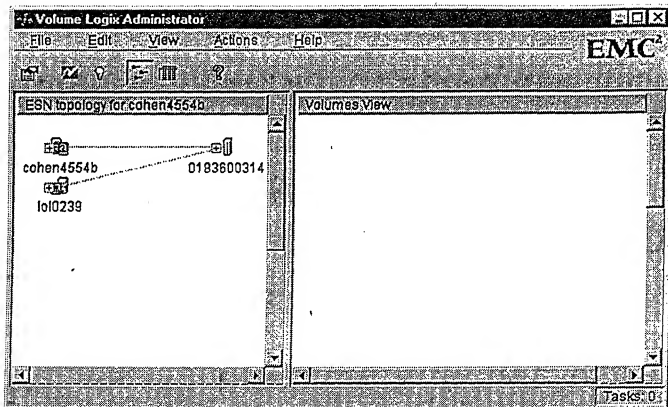 Volume Logix Administrator
File Edit View Actions Help
EMC²
ESN topology for cohen4554b
Volumes View
cohen4554b
0183600314
lol0239
Tasks: 0